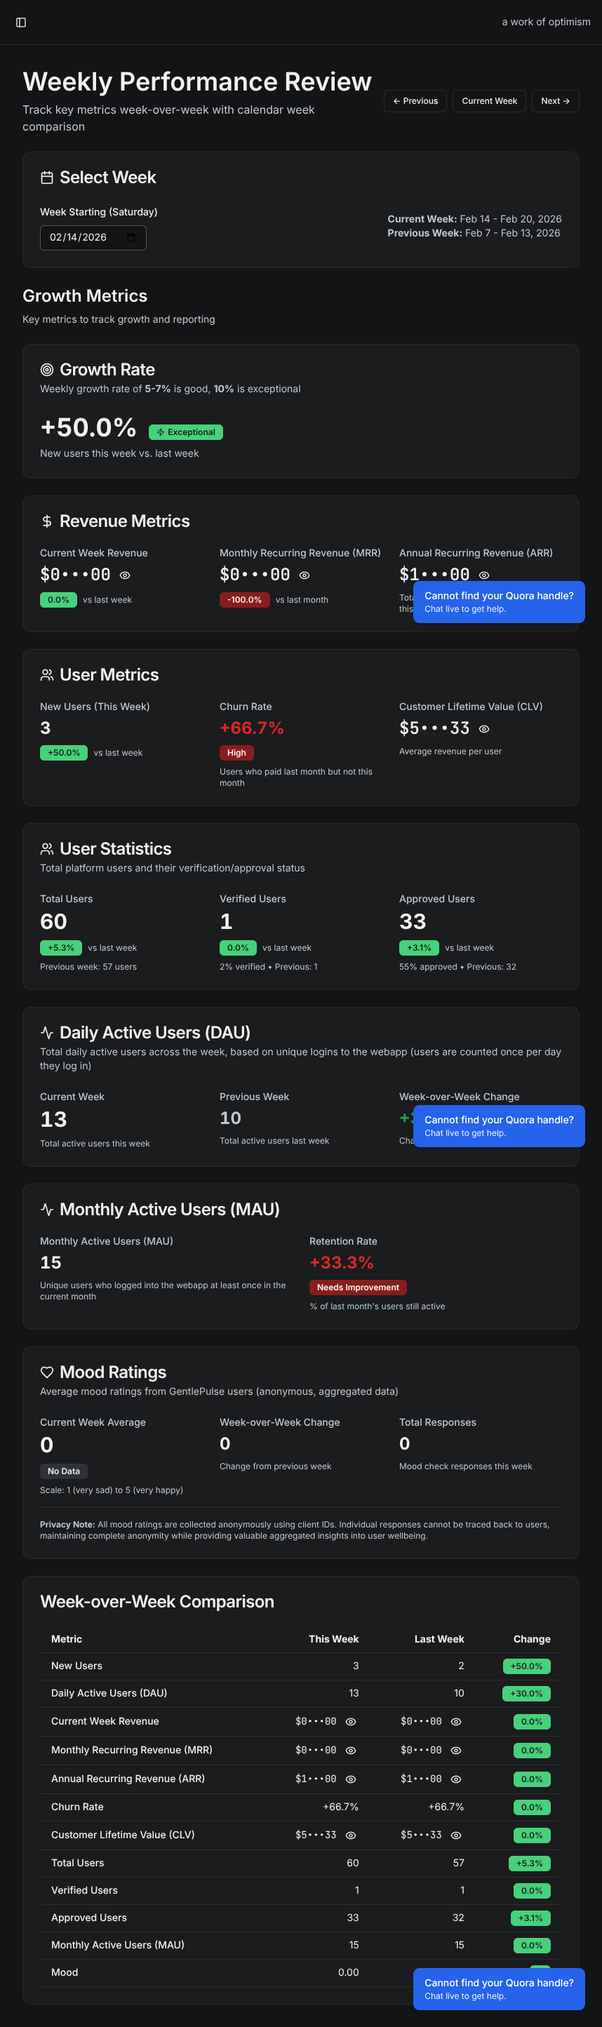 a work of optimism
Weekly Performance Review
Track key metrics week-over-week with calendar week
comparison
← Previous
Current Week
Next →
Select Week
Week Starting (Saturday)
02/14/2026
Current Week: Feb 14 - Feb 20, 2026
Previous Week: Feb 7 - Feb 13, 2026
Growth Metrics
Key metrics to track growth and reporting
Growth Rate
Weekly growth rate of 5-7% is good, 10% is exceptional
+50.0% Exceptional
New users this week vs. last week
Revenue Metrics
Current Week Revenue
$0•••00
0.0% vs last week
Monthly Recurring Revenue (MRR)
$0•••00
-100.0% vs last month
Annual Recurring Revenue (ARR)
$1•••00
Cannot find your Quora handle?
Chat live to get help.
User Metrics
New Users (This Week)
3
+50.0% vs last week
Churn Rate
+66.7%
High
Users who paid last month but not this
month
Customer Lifetime Value (CLV)
$5•••33
Average revenue per user
User Statistics
Total platform users and their verification/approval status
Total Users
60
+5.3% vs last week
Previous week: 57 users
Verified Users
1
0.0% vs last week
2% verified • Previous: 1
Approved Users
33
+3.1% vs last week
55% approved • Previous: 32
Daily Active Users (DAU)
Total daily active users across the week, based on unique logins to the webapp (users are counted once per day
they log in)
Current Week
13
Total active users this week
Previous Week
10
Total active users last week
Week-over-Week Change
Cannot find your Quora handle?
Chat live to get help.
Monthly Active Users (MAU)
Monthly Active Users (MAU)
15
Unique users who logged into the webapp at least once in the
current month
Retention Rate
+33.3%
Needs Improvement
% of last month's users still active
Mood Ratings
Average mood ratings from GentlePulse users (anonymous, aggregated data)
Current Week Average
0
No Data
Scale: 1 (very sad) to 5 (very happy)
Week-over-Week Change
0
Change from previous week
Total Responses
0
Mood check responses this week
Privacy Note: All mood ratings are collected anonymously using client IDs. Individual responses cannot be traced back to users,
maintaining complete anonymity while providing valuable aggregated insights into user wellbeing.
Week-over-Week Comparison
Metric This Week Last Week Change
New Users 3 2 +50.0%
Daily Active Users (DAU) 13 10 +30.0%
Current Week Revenue $0•••00 $0•••00 0.0%
Monthly Recurring Revenue (MRR) $0•••00 $0•••00 0.0%
Annual Recurring Revenue (ARR) $1•••00 $1•••00 0.0%
Churn Rate +66.7% +66.7% 0.0%
Customer Lifetime Value (CLV) $5•••33 $5•••33 0.0%
Total Users 60 57 +5.3%
Verified Users 1 1 0.0%
Approved Users 33 32 +3.1%
Monthly Active Users (MAU) 15 15 0.0%
Mood 0.00
Cannot find your Quora handle?
Chat live to get help.